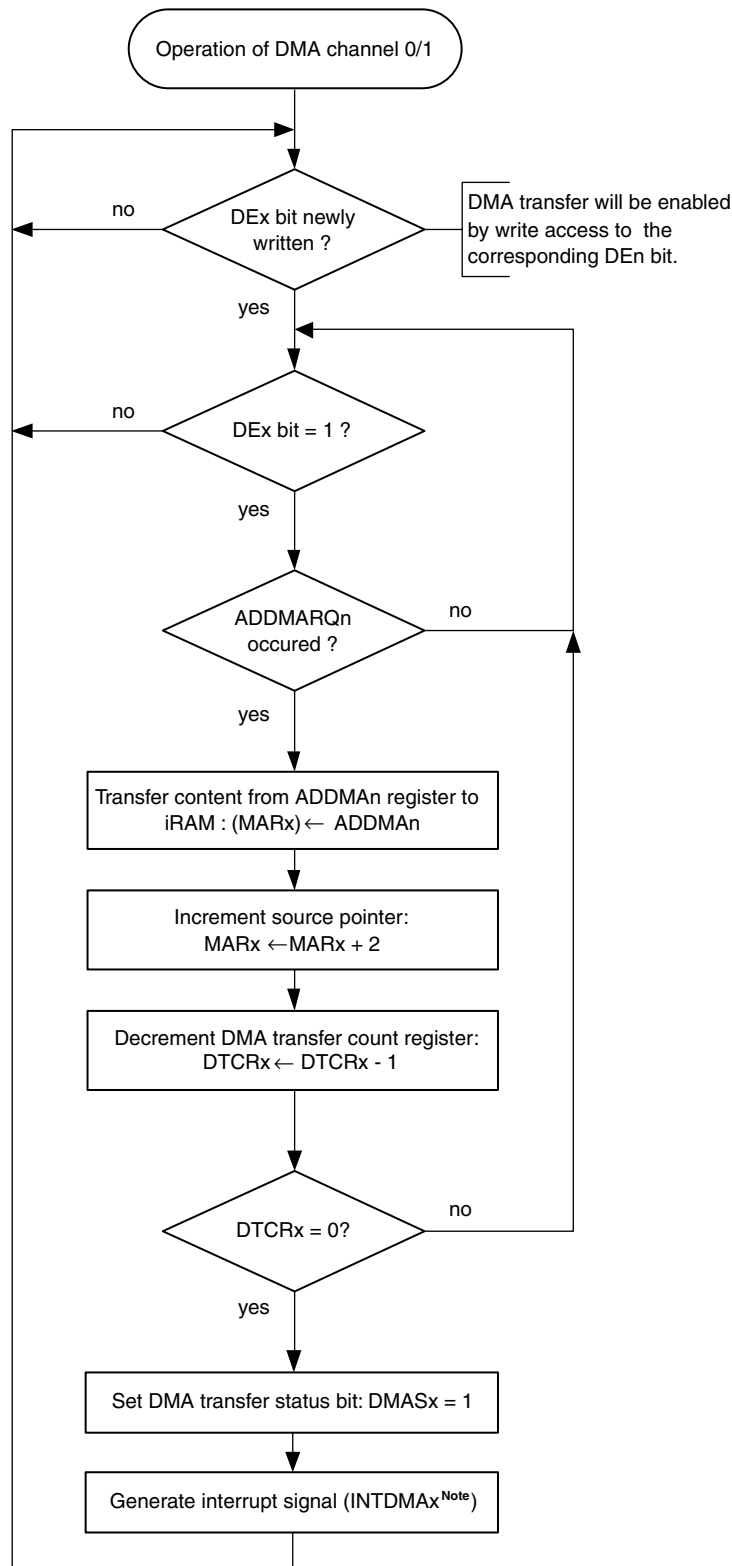 Operation of DMA channel 0/1
no
DEx bit newly
written ?
DMA transfer will be enabled
by write access to the
corresponding DEn bit.
yes
no
DEx bit = 1 ?
yes
ADDMARQn
occured ?
no
yes
Transfer content from ADDMAn register to
iRAM : (MARx) ← ADDMAn
Increment source pointer:
MARx ← MARx + 2
Decrement DMA transfer count register:
DTCRx ← DTCRx - 1
DTCRx = 0?
no
yes
Set DMA transfer status bit: DMASx = 1
Generate interrupt signal (INTDMAx Note)